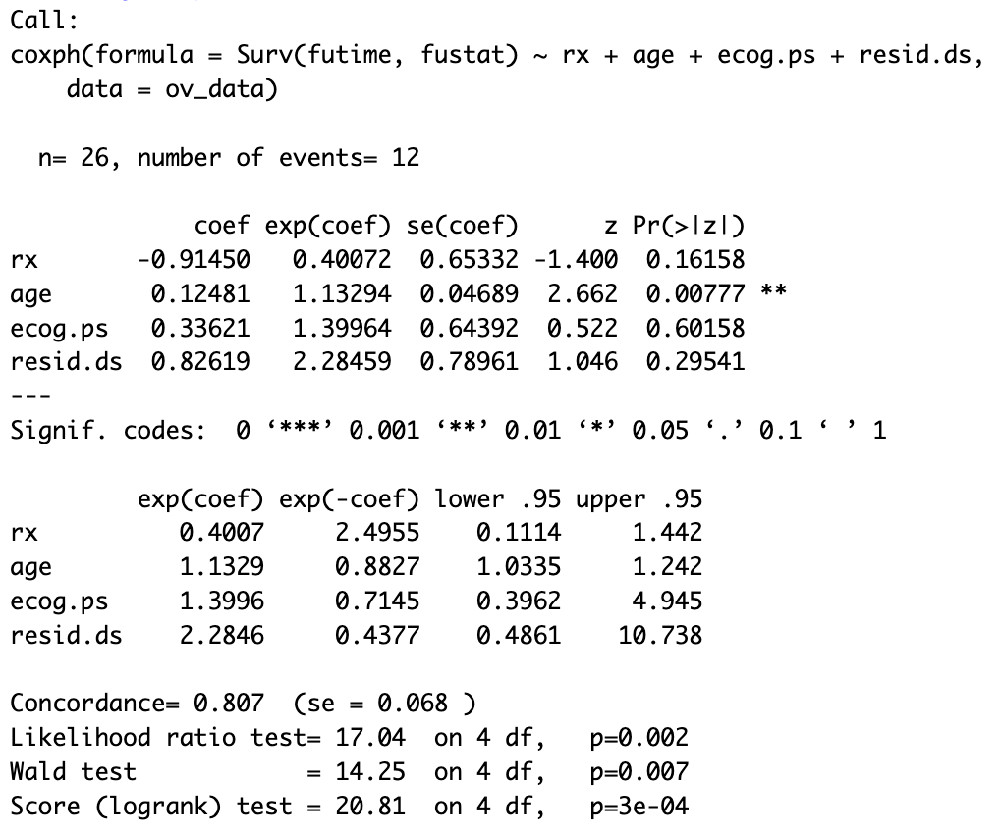 Call:
coxph(formula = Surv(futime, fustat) ~ rx + age + ecog.ps + resid.ds,
    data = ov_data)

  n= 26, number of events= 12

             coef exp(coef) se(coef)      z Pr(>|z|)
rx       -0.91450   0.40072  0.65332 -1.400  0.16158
age       0.12481   1.13294  0.04689  2.662  0.00777 **
ecog.ps   0.33621   1.39964  0.64392  0.522  0.60158
resid.ds  0.82619   2.28459  0.78961  1.046  0.29541
---
Signif. codes:  0 ‘***’ 0.001 ‘**’ 0.01 ‘*’ 0.05 ‘.’ 0.1 ‘ ’ 1

         exp(coef) exp(-coef) lower .95 upper .95
rx          0.4007     2.4955    0.1114     1.442
age         1.1329     0.8827    1.0335     1.242
ecog.ps     1.3996     0.7145    0.3962     4.945
resid.ds    2.2846     0.4377    0.4861    10.738

Concordance= 0.807  (se = 0.068 )
Likelihood ratio test= 17.04  on 4 df,   p=0.002
Wald test            = 14.25  on 4 df,   p=0.007
Score (logrank) test = 20.81  on 4 df,   p=3e-04